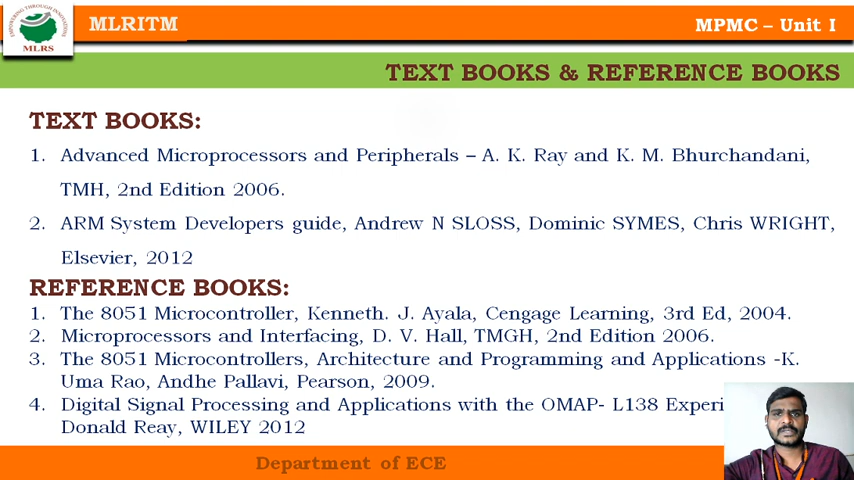 MLRITM
MPMC – Unit I
EMPOWERING THROUGH INNOVATION
MLRS
TEXT BOOKS & REFERENCE BOOKS
TEXT BOOKS:
1. Advanced Microprocessors and Peripherals – A. K. Ray and K. M. Bhurchandani,
TMH, 2nd Edition 2006.
2. ARM System Developers guide, Andrew N SLOSS, Dominic SYMES, Chris WRIGHT,
Elsevier, 2012
REFERENCE BOOKS:
1. The 8051 Microcontroller, Kenneth. J. Ayala, Cengage Learning, 3rd Ed, 2004.
2. Microprocessors and Interfacing, D. V. Hall, TMGH, 2nd Edition 2006.
3. The 8051 Microcontrollers, Architecture and Programming and Applications -K.
Uma Rao, Andhe Pallavi, Pearson, 2009.
4. Digital Signal Processing and Applications with the OMAP- L138 Experi
Donald Reay, WILEY 2012
Department of ECE